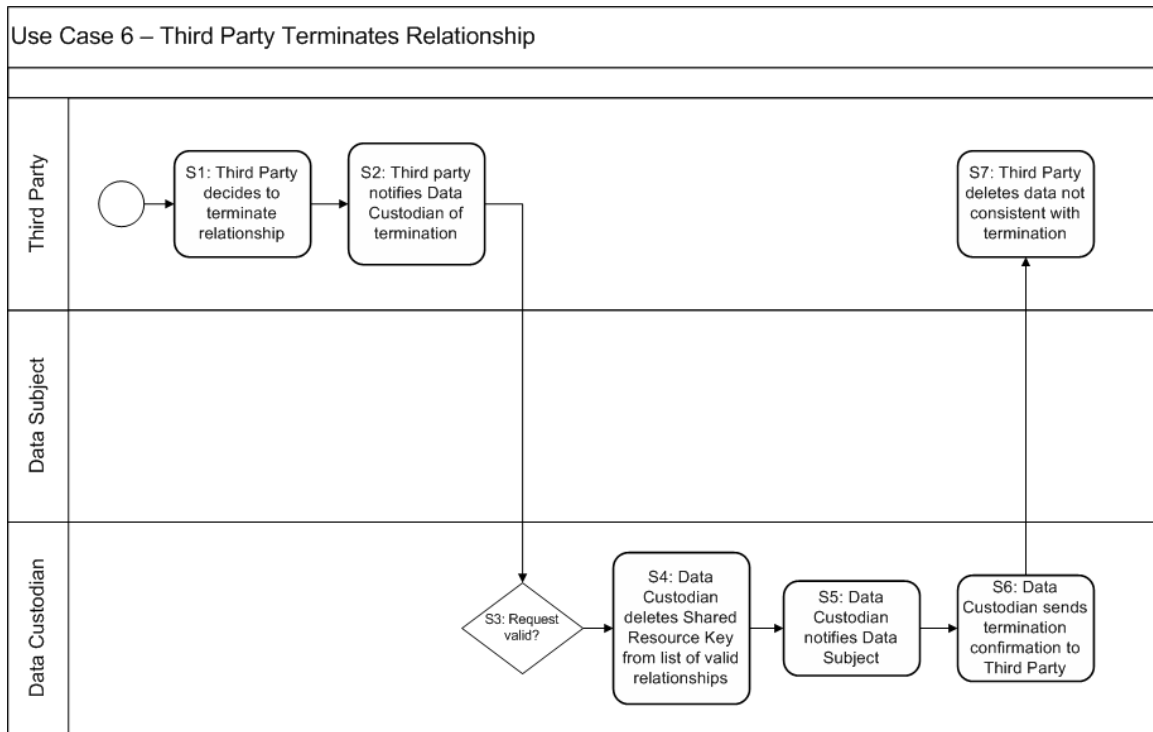 Use Case 6 – Third Party Terminates Relationship
Third Party
S1: Third Party
decides to
terminate
relationship
S2: Third party
notifies Data
Custodian of
termination
S7: Third Party
deletes data not
consistent with
termination
Data Subject
Data Custodian
S3: Request
valid?
S4: Data
Custodian
deletes Shared
Resource Key
from list of valid
relationships
S5: Data
Custodian
notifies Data
Subject
S6: Data
Custodian sends
termination
confirmation to
Third Party